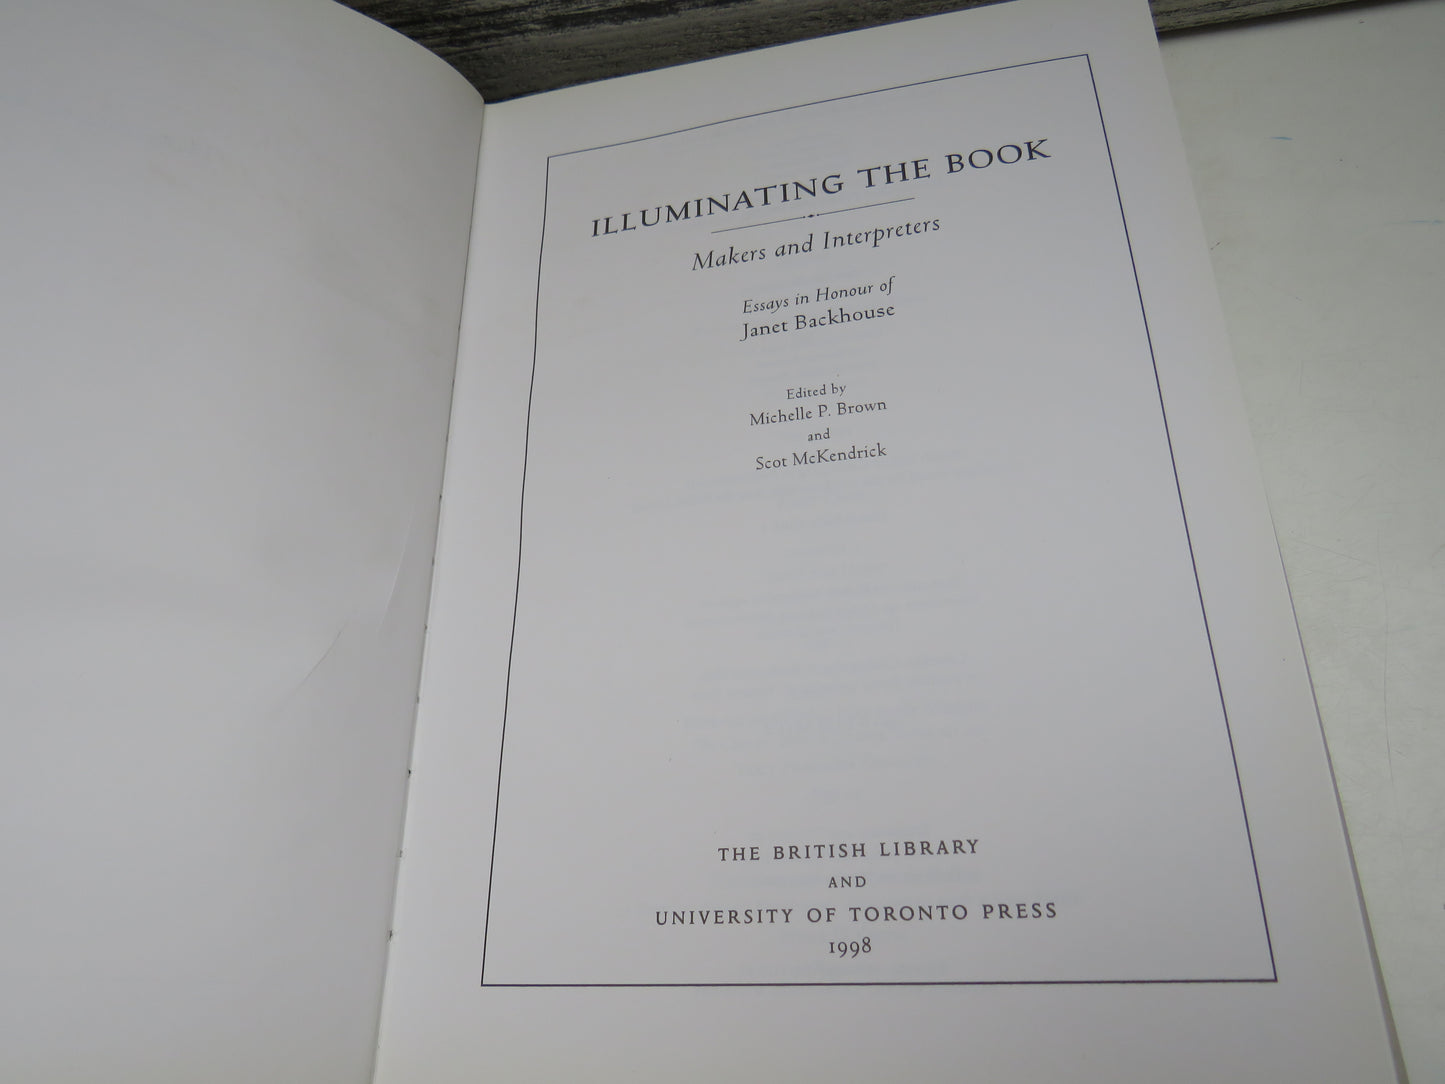 ILLUMINATING THE BOOK
Makers and Interpreters
Essays in Honour of
Janet Backhouse
Edited by
Michelle P. Brown
and
Scot McKendrick
THE BRITISH LIBRARY
AND
UNIVERSITY OF TORONTO PRESS
1998